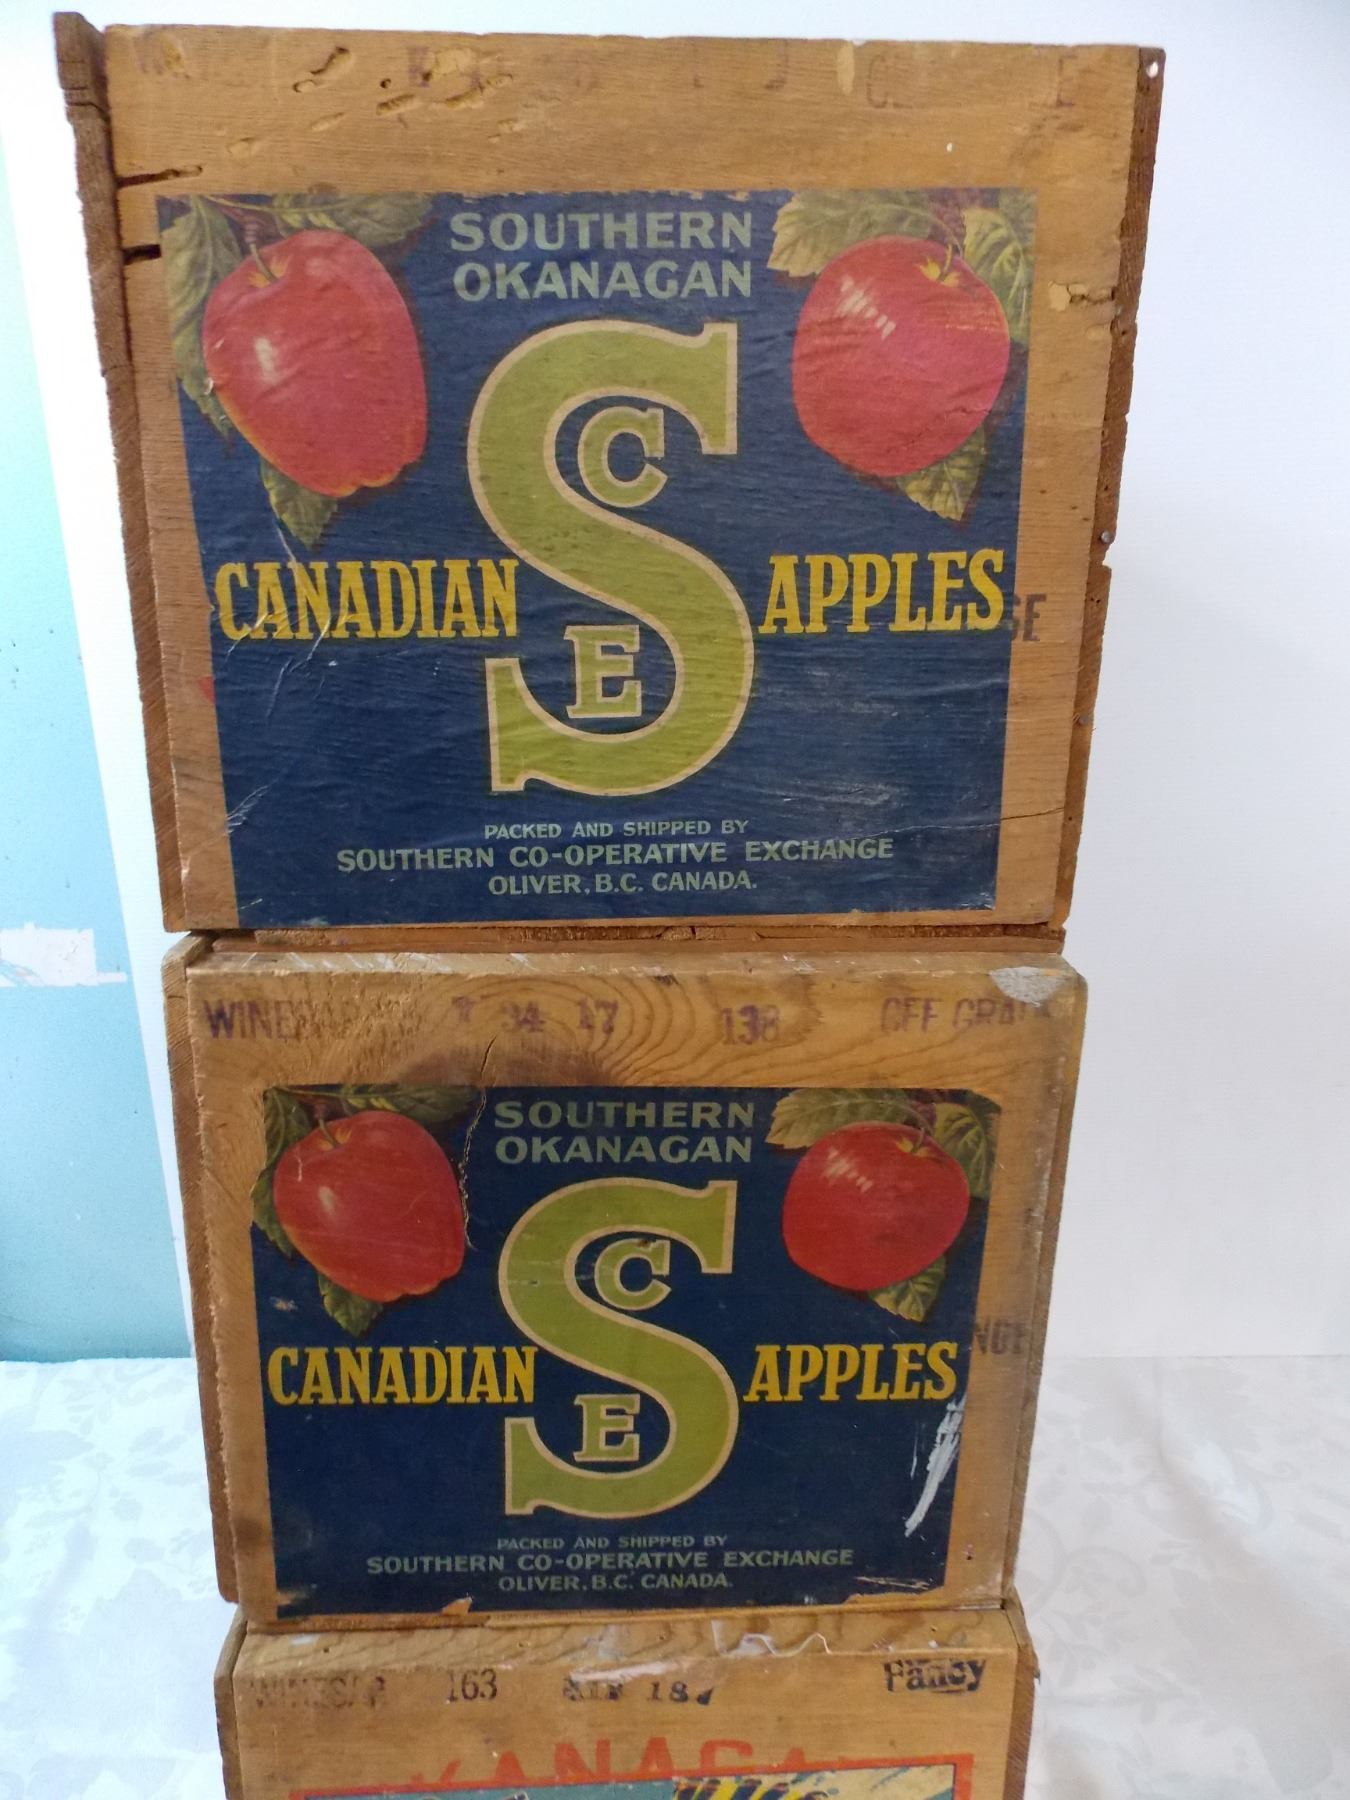 SOUTHERN
OKANAGAN
S
C
E
CANADIAN APPLES
PACKED AND SHIPPED BY
SOUTHERN CO-OPERATIVE EXCHANGE
OLIVER, B.C. CANADA.
34 17 138 CEE
SOUTHERN
OKANAGAN
S
C
E
CANADIAN APPLES
PACKED AND SHIPPED BY
SOUTHERN CO-OPERATIVE EXCHANGE
OLIVER, B.C. CANADA.
163 Fancy